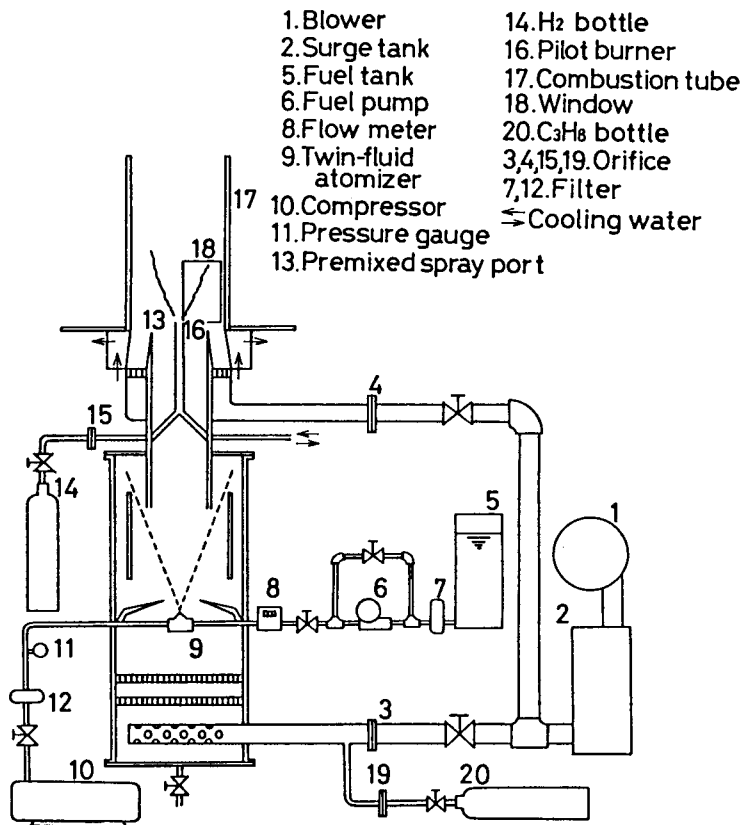 1.Blower
2.Surge tank
5.Fuel tank
6.Fuel pump
8.Flow meter
9.Twin-fluid
atomizer
10.Compressor
11.Pressure gauge
13.Premixed spray port
14.H2 bottle
16.Pilot burner
17.Combustion tube
18.Window
20.C3H8 bottle
3,4,15,19.Orifice
7,12.Filter
Cooling water
17
18
13
16
4
15
14
5
1
8
6
7
2
9
11
12
3
10
19
20